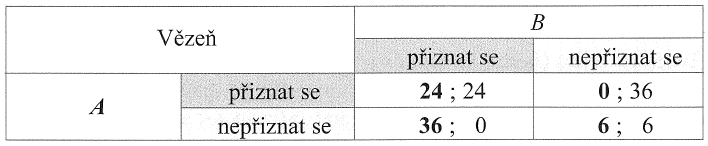 Vězeň B
přiznat se nepřiznat se
A přiznat se 24 ; 24 0 ; 36
nepřiznat se 36 ; 0 6 ; 6